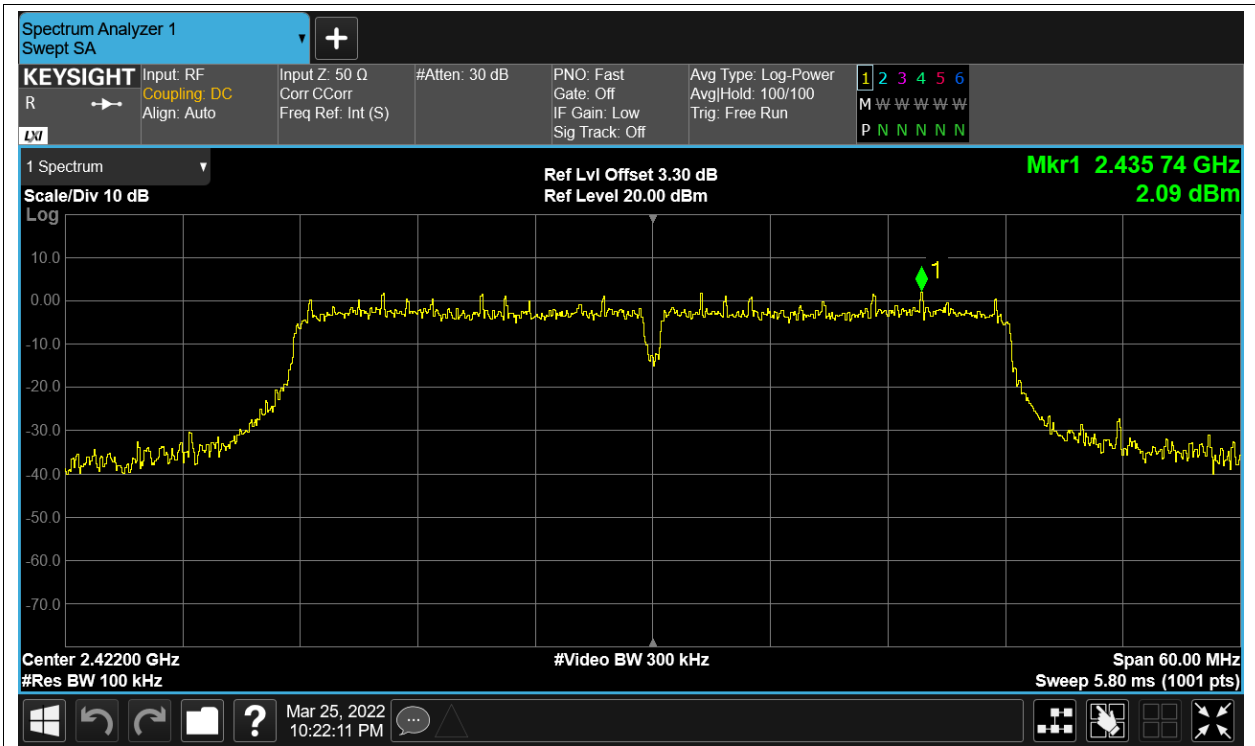 Spectrum Analyzer 1
Swept SA
KEYSIGHT
R
LXI
Input: RF
Coupling: DC
Align: Auto
Input Z: 50 Ω
Corr CCorr
Freq Ref: Int (S)
#Atten: 30 dB
PNO: Fast
Gate: Off
IF Gain: Low
Sig Track: Off
Avg Type: Log-Power
Avg|Hold: 100/100
Trig: Free Run
1 2 3 4 5 6
M W W W W W W
P N N N N N
1 Spectrum
Scale/Div 10 dB
Log
Ref Lvl Offset 3.30 dB
Ref Level 20.00 dBm
Mkr1 2.435 74 GHz
2.09 dBm
1
10.0
0.00
-10.0
-20.0
-30.0
-40.0
-50.0
-60.0
-70.0
Center 2.42200 GHz
#Res BW 100 kHz
#Video BW 300 kHz
Span 60.00 MHz
Sweep 5.80 ms (1001 pts)
?
Mar 25, 2022
10:22:11 PM